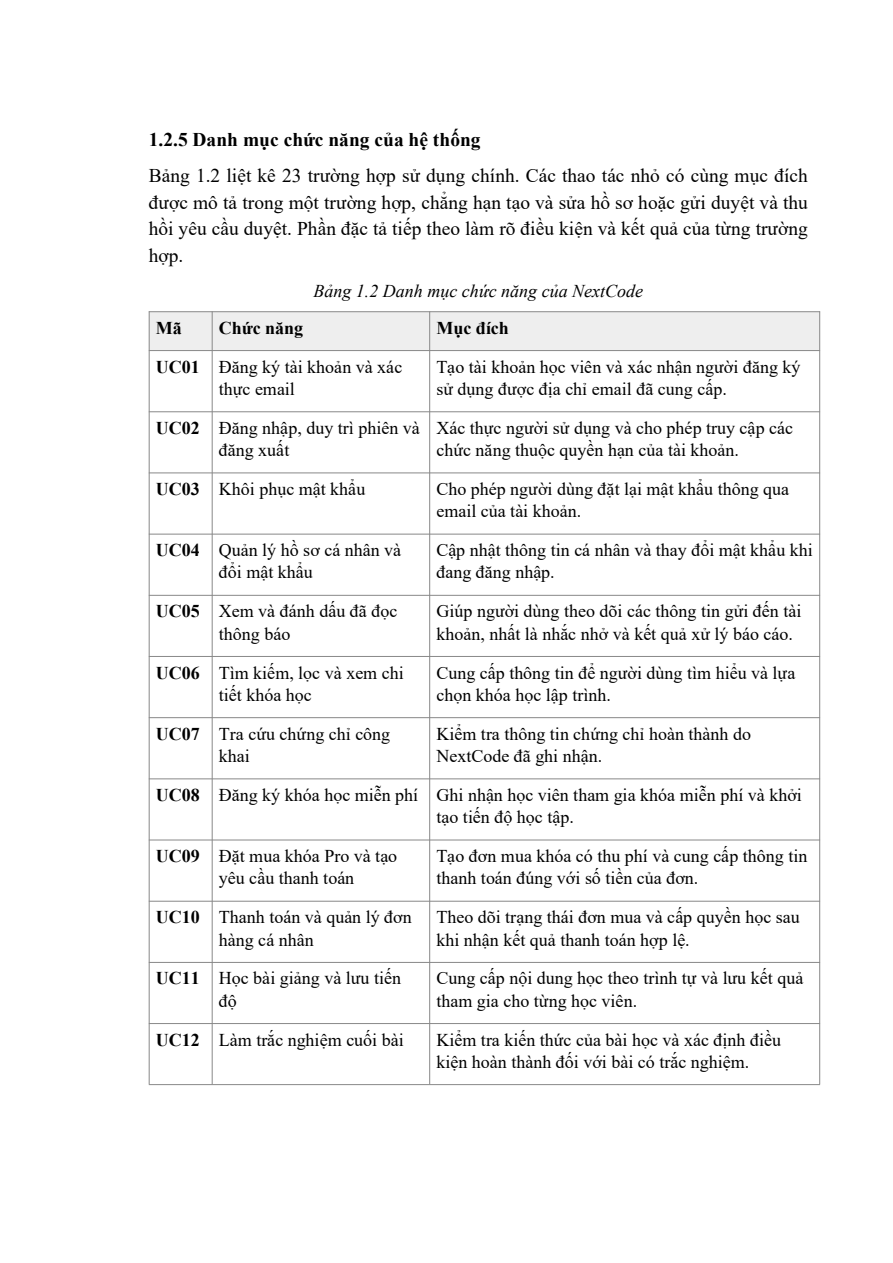 1.2.5 Danh mục chức năng của hệ thống
Bảng 1.2 liệt kê 23 trường hợp sử dụng chính. Các thao tác nhỏ có cùng mục đích
được mô tả trong một trường hợp, chẳng hạn tạo và sửa hồ sơ hoặc gửi duyệt và thu
hồi yêu cầu duyệt. Phần đặc tả tiếp theo làm rõ điều kiện và kết quả của từng trường
hợp.
Bảng 1.2 Danh mục chức năng của NextCode
Mã Chức năng Mục đích
UC01 Đăng ký tài khoản và xác Tạo tài khoản học viên và xác nhận người đăng ký
thực email sử dụng được địa chỉ email đã cung cấp.
UC02 Đăng nhập, duy trì phiên và Xác thực người sử dụng và cho phép truy cập các
đăng xuất chức năng thuộc quyền hạn của tài khoản.
UC03 Khôi phục mật khẩu Cho phép người dùng đặt lại mật khẩu thông qua
email của tài khoản.
UC04 Quản lý hồ sơ cá nhân và Cập nhật thông tin cá nhân và thay đổi mật khẩu khi
đổi mật khẩu đang đăng nhập.
UC05 Xem và đánh dấu đã đọc Giúp người dùng theo dõi các thông tin gửi đến tài
thông báo khoản, nhất là nhắc nhở và kết quả xử lý báo cáo.
UC06 Tìm kiếm, lọc và xem chi Cung cấp thông tin để người dùng tìm hiểu và lựa
tiết khóa học chọn khóa học lập trình.
UC07 Tra cứu chứng chỉ công Kiểm tra thông tin chứng chỉ hoàn thành do
khai NextCode đã ghi nhận.
UC08 Đăng ký khóa học miễn phí Ghi nhận học viên tham gia khóa miễn phí và khởi
tạo tiến độ học tập.
UC09 Đặt mua khóa Pro và tạo Tạo đơn mua khóa có thu phí và cung cấp thông tin
yêu cầu thanh toán thanh toán đúng với số tiền của đơn.
UC10 Thanh toán và quản lý đơn Theo dõi trạng thái đơn mua và cấp quyền học sau
hàng cá nhân khi nhận kết quả thanh toán hợp lệ.
UC11 Học bài giảng và lưu tiến Cung cấp nội dung học theo trình tự và lưu kết quả
độ tham gia cho từng học viên.
UC12 Làm trắc nghiệm cuối bài Kiểm tra kiến thức của bài học và xác định điều
kiện hoàn thành đối với bài có trắc nghiệm.